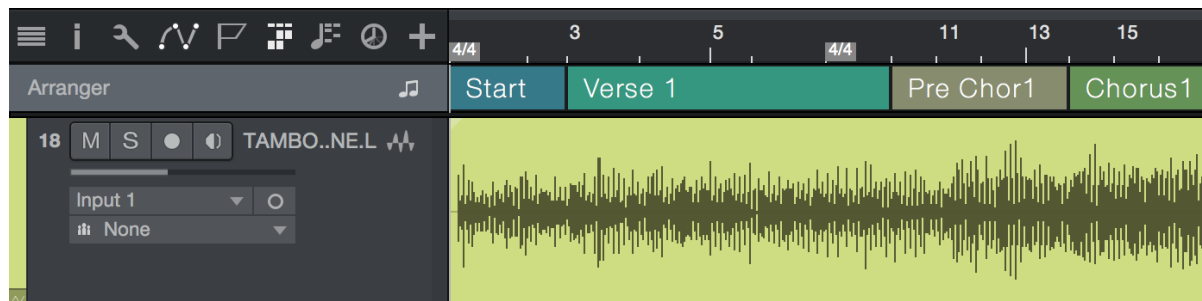 3 5 11 13 15
4/4 4/4
Arranger Start Verse 1 Pre Chor1 Chorus1
18 M S TAMBO..NE.L
Input 1
None